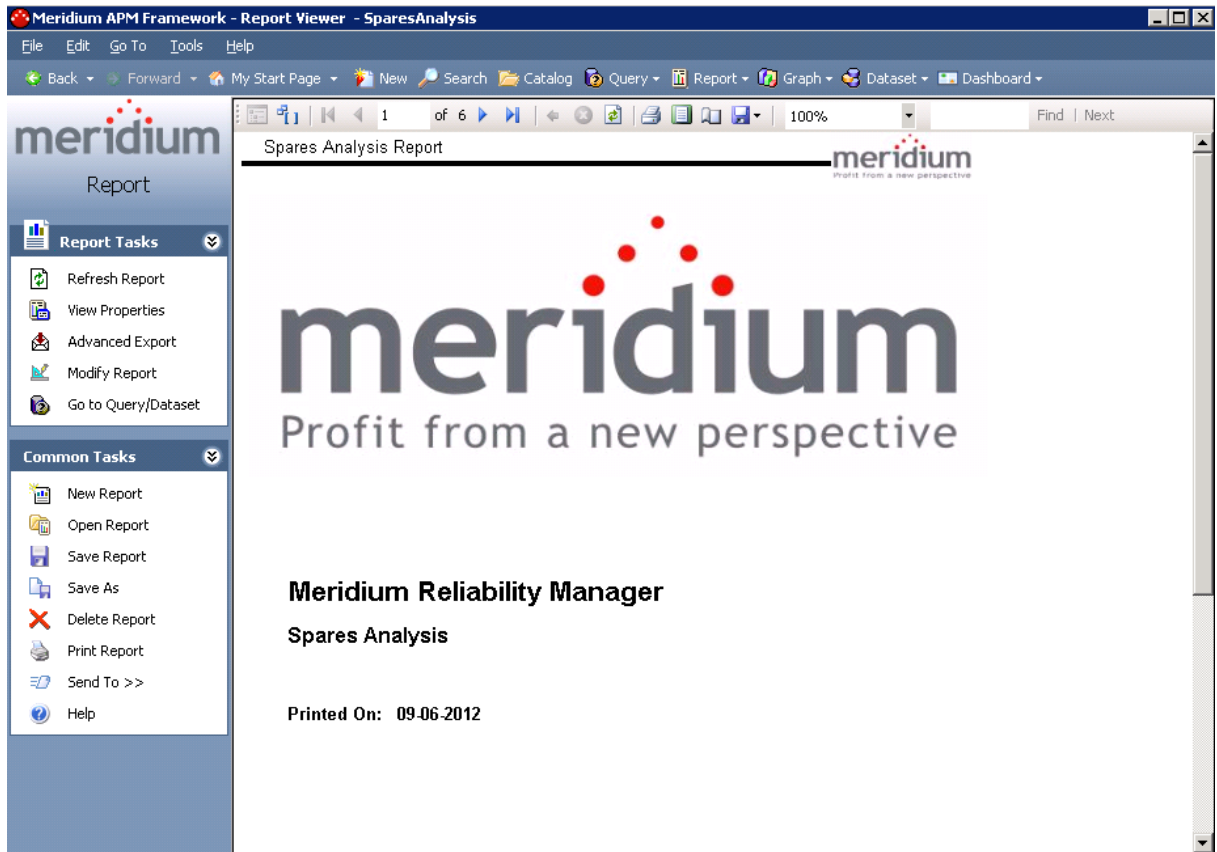 Meridium APM Framework - Report Viewer - SparesAnalysis
File Edit Go To Tools Help
Back Forward My Start Page New Search Catalog Query Report Graph Dataset Dashboard
1 of 6 100% Find | Next
meridium
Report
Report Tasks
Refresh Report
View Properties
Advanced Export
Modify Report
Go to Query/Dataset
Common Tasks
New Report
Open Report
Save Report
Save As
Delete Report
Print Report
Send To >>
Help
Spares Analysis Report
meridium
Profit from a new perspective
meridium
Profit from a new perspective
Meridium Reliability Manager
Spares Analysis
Printed On: 09-06-2012